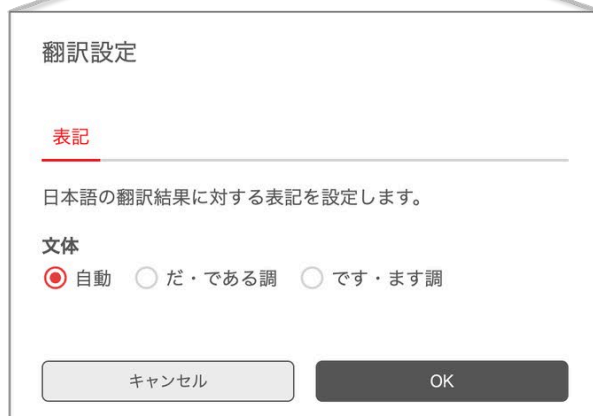 翻訳設定
表記
日本語の翻訳結果に対する表記を設定します。
文体
自動 だ・である調 です・ます調
キャンセル OK